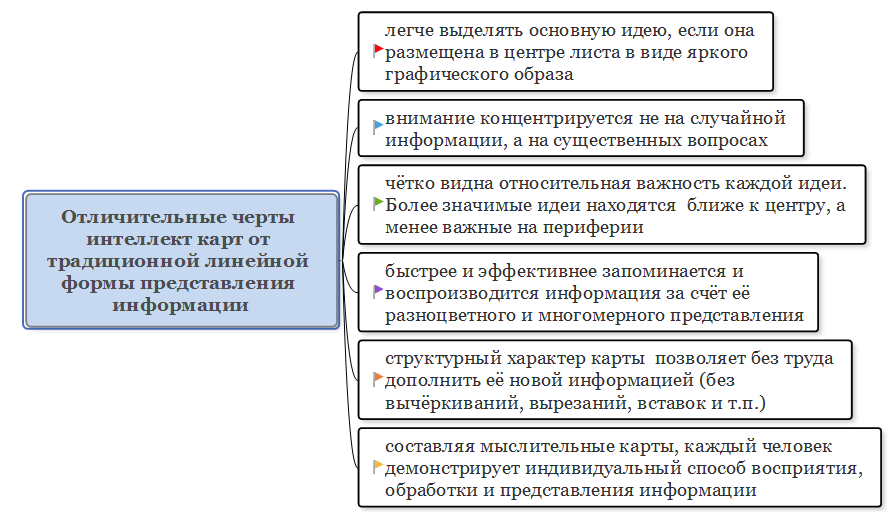 Отличительные черты
интеллект карт от
традиционной линейной
формы представления
информации
легче выделять основную идею, если она
размещена в центре листа в виде яркого
графического образа
внимание концентрируется не на случайной
информации, а на существенных вопросах
чётко видна относительная важность каждой идеи.
Более значимые идеи находятся  ближе к центру, а
менее важные на периферии
быстрее и эффективнее запоминается и
воспроизводится информация за счёт её
разноцветного и многомерного представления
структурный характер карты  позволяет без труда
дополнить её новой информацией (без
вычёркиваний, вырезаний, вставок и т.п.)
составляя мыслительные карты, каждый человек
демонстрирует индивидуальный способ восприятия,
обработки и представления информации